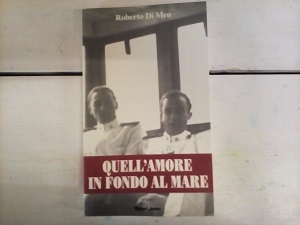 Roberto Di Meo
QUELL'AMORE
IN FONDO AL MARE